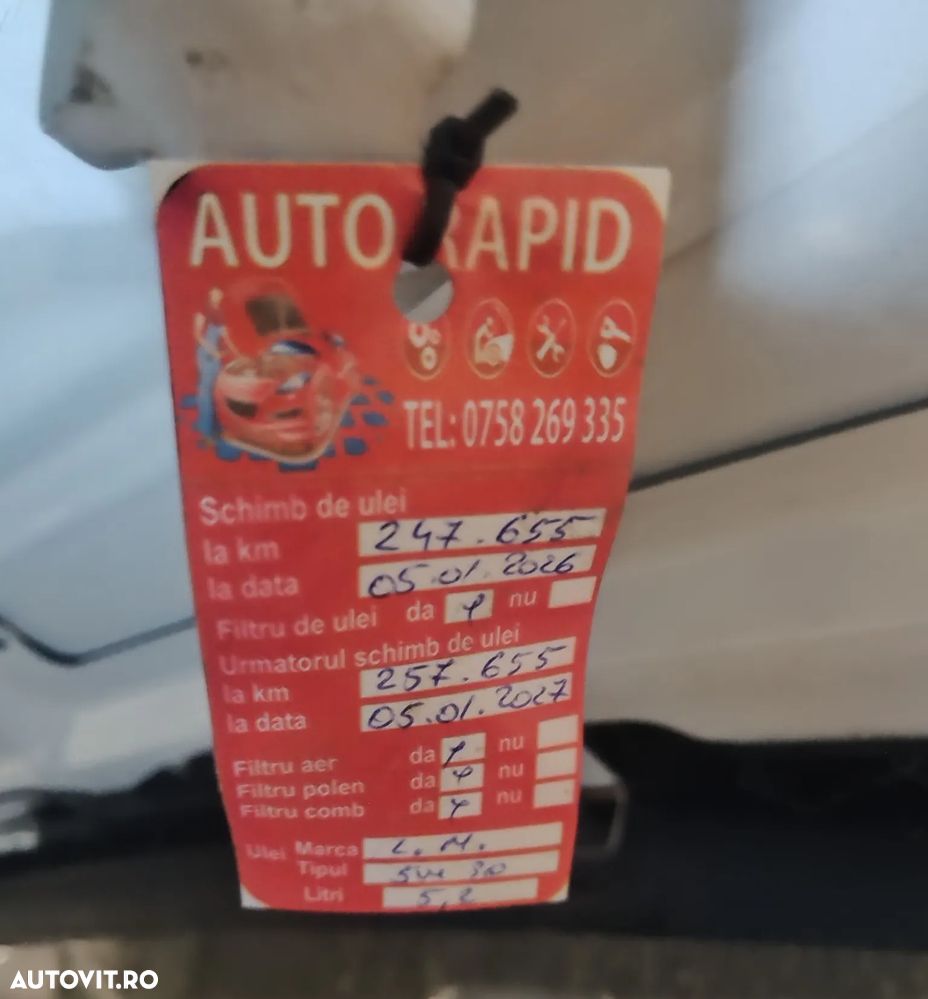 AUTO RAPID
TEL: 0758 269 335
Schimb de ulei
la km 247.655
la data 05.01.2026
Filtru de ulei da nu
Urmatorul schimb de ulei
la km 257.655
la data 05.01.2027
Filtru aer da nu
Filtru polen da nu
Filtru comb da nu
Ulei Marca L.M.
Tipul 5W 30
Litri 5,2
AUTOVIT.RO